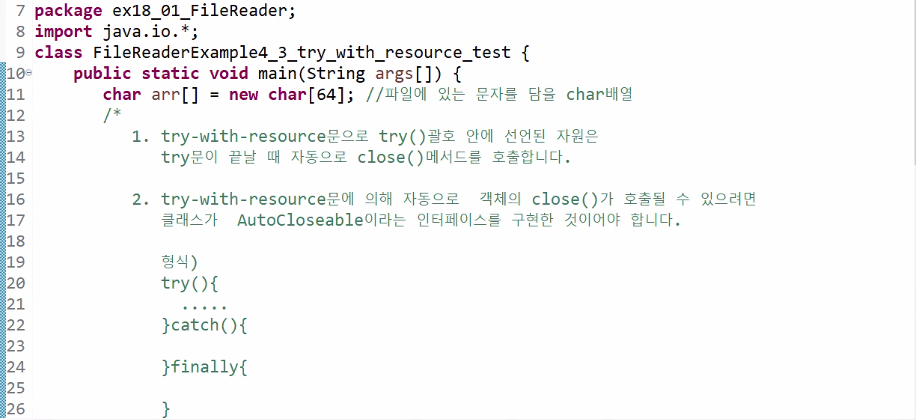 7 package ex18_01_FileReader;
8 import java.io.*;
9 class FileReaderExample4_3_try_with_resource_test {
10 public static void main(String args[]) {
11 char arr[] = new char[64]; //파일에 있는 문자를 담을 char배열
12 /*
13 1. try-with-resource문으로 try()괄호 안에 선언된 자원은
14 try문이 끝날 때 자동으로 close()메서드를 호출합니다.
15
16 2. try-with-resource문에 의해 자동으로 객체의 close()가 호출될 수 있으려면
17 클래스가 AutoCloseable이라는 인터페이스를 구현한 것이어야 합니다.
18
19 형식)
20 try(){
21 .....
22 }catch(){
23
24 }finally{
25
26 }